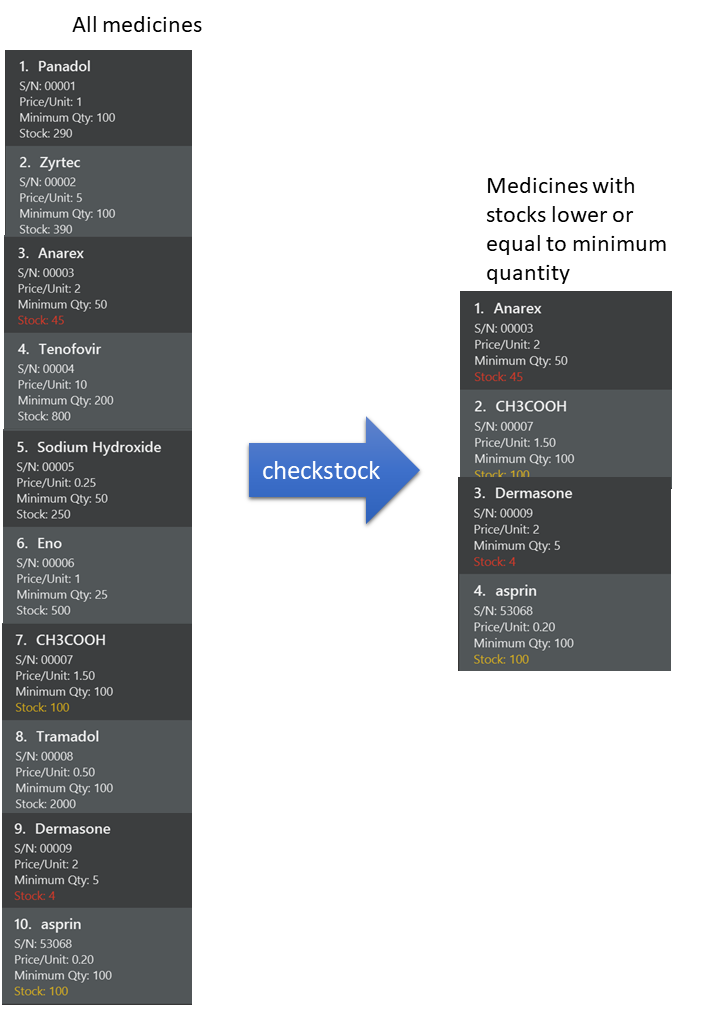 All medicines
1. Panadol
S/N: 00001
Price/Unit: 1
Minimum Qty: 100
Stock: 290
2. Zyrtec
S/N: 00002
Price/Unit: 5
Minimum Qty: 100
Stock: 390
3. Anarex
S/N: 00003
Price/Unit: 2
Minimum Qty: 50
Stock: 45
4. Tenofovir
S/N: 00004
Price/Unit: 10
Minimum Qty: 200
Stock: 800
5. Sodium Hydroxide
S/N: 00005
Price/Unit: 0.25
Minimum Qty: 50
Stock: 250
6. Eno
S/N: 00006
Price/Unit: 1
Minimum Qty: 25
Stock: 500
7. CH3COOH
S/N: 00007
Price/Unit: 1.50
Minimum Qty: 100
Stock: 100
8. Tramadol
S/N: 00008
Price/Unit: 0.50
Minimum Qty: 100
Stock: 2000
9. Dermasone
S/N: 00009
Price/Unit: 2
Minimum Qty: 5
Stock: 4
10. asprin
S/N: 53068
Price/Unit: 0.20
Minimum Qty: 100
Stock: 100
checkstock
Medicines with
stocks lower or
equal to minimum
quantity
1. Anarex
S/N: 00003
Price/Unit: 2
Minimum Qty: 50
Stock: 45
2. CH3COOH
S/N: 00007
Price/Unit: 1.50
Minimum Qty: 100
Stock: 100
3. Dermasone
S/N: 00009
Price/Unit: 2
Minimum Qty: 5
Stock: 4
4. asprin
S/N: 53068
Price/Unit: 0.20
Minimum Qty: 100
Stock: 100